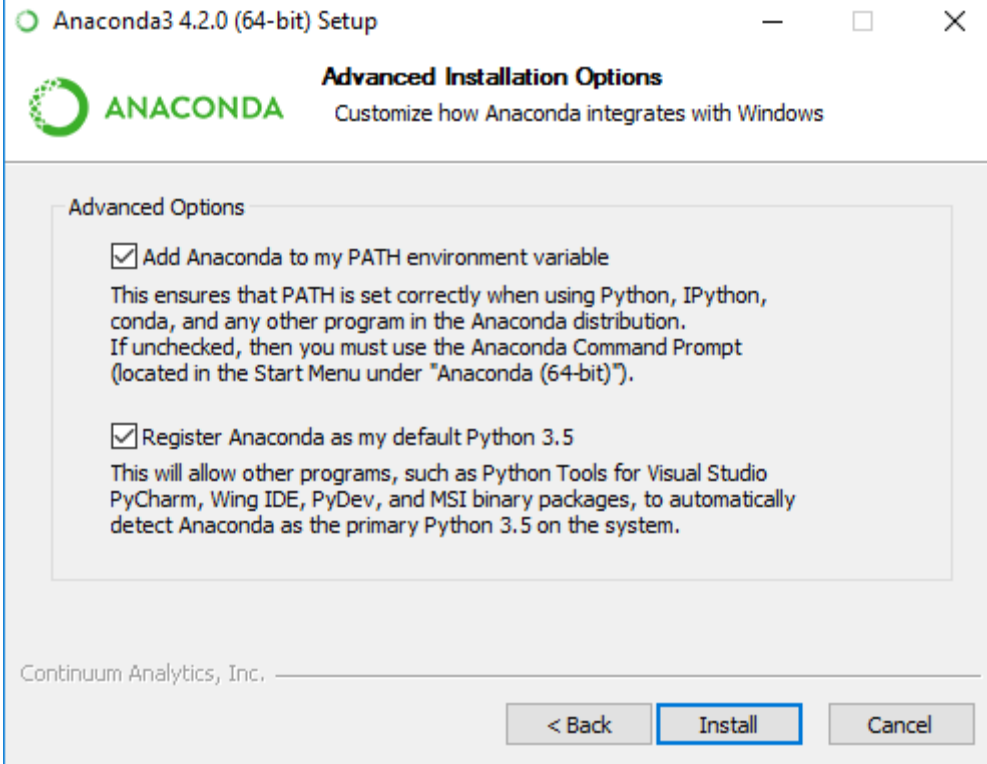 Anaconda3 4.2.0 (64-bit) Setup
ANACONDA
Advanced Installation Options
Customize how Anaconda integrates with Windows
Advanced Options
Add Anaconda to my PATH environment variable
This ensures that PATH is set correctly when using Python, IPython,
conda, and any other program in the Anaconda distribution.
If unchecked, then you must use the Anaconda Command Prompt
(located in the Start Menu under "Anaconda (64-bit)").
Register Anaconda as my default Python 3.5
This will allow other programs, such as Python Tools for Visual Studio
PyCharm, Wing IDE, PyDev, and MSI binary packages, to automatically
detect Anaconda as the primary Python 3.5 on the system.
Continuum Analytics, Inc.
< Back
Install
Cancel